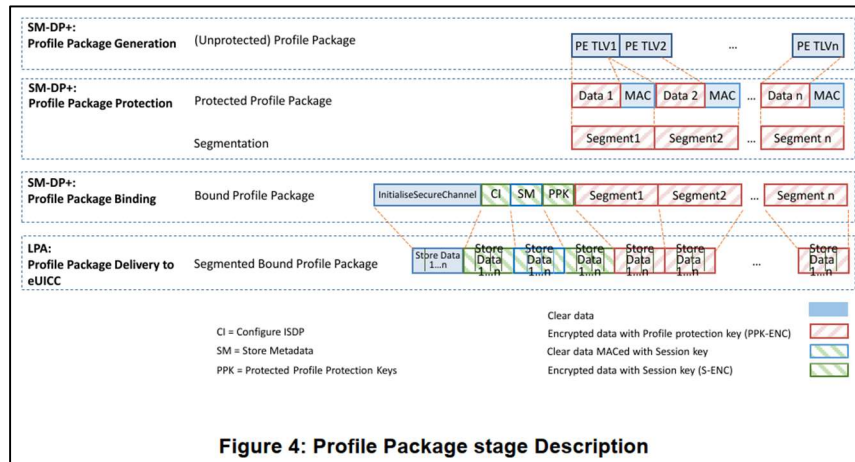 SM-DP+:
Profile Package Generation
(Unprotected) Profile Package
PE TLV1 PE TLV2 ... PE TLVn
SM-DP+:
Profile Package Protection
Protected Profile Package
Data 1 MAC Data 2 MAC ... Data n MAC
Segmentation
Segment1 Segment2 ... Segment n
SM-DP+:
Profile Package Binding
Bound Profile Package
InitialiseSecureChannel CI SM PPK Segment1 Segment2 ... Segment n
LPA:
Profile Package Delivery to
eUICC
Segmented Bound Profile Package
Store Data
1...n
Store
Data
1...n
Store
Data
1...n
Store
Data
1...n
Store
Data
1...n
Store
Data
1...n
...
Store
Data
1...n
CI = Configure ISDP
SM = Store Metadata
PPK = Protected Profile Protection Keys
Clear data
Encrypted data with Profile protection key (PPK-ENC)
Clear data MACed with Session key
Encrypted data with Session key (S-ENC)
Figure 4: Profile Package stage Description